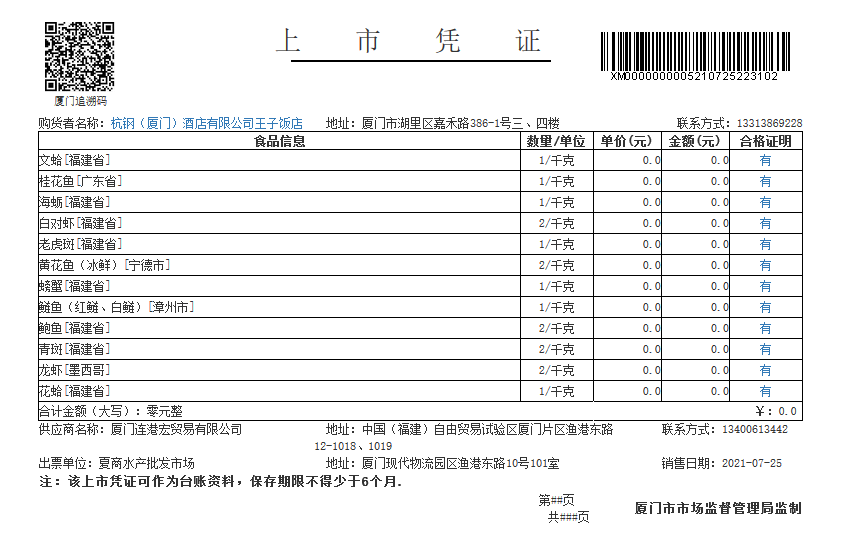 上 市 凭 证
XM0000000005210725223102
厦门追溯码
购货者名称：杭钢（厦门）酒店有限公司王子饭店 地址：厦门市湖里区嘉禾路386-1号三、四楼 联系方式：13313869228
食品信息 数量/单位 单价(元) 金额(元) 合格证明
文蛤[福建省] 1/千克 0.0 0.0 有
桂花鱼[广东省] 1/千克 0.0 0.0 有
海蛎[福建省] 1/千克 0.0 0.0 有
白对虾[福建省] 2/千克 0.0 0.0 有
老虎斑[福建省] 1/千克 0.0 0.0 有
黄花鱼（冰鲜）[宁德市] 2/千克 0.0 0.0 有
螃蟹[福建省] 1/千克 0.0 0.0 有
鲢鱼（红鲢、白鲢）[漳州市] 1/千克 0.0 0.0 有
鲍鱼[福建省] 2/千克 0.0 0.0 有
青斑[福建省] 2/千克 0.0 0.0 有
龙虾[墨西哥] 2/千克 0.0 0.0 有
花蛤[福建省] 1/千克 0.0 0.0 有
合计金额（大写）：零元整 ￥：0.0
供应商名称：厦门连港宏贸易有限公司 地址：中国（福建）自由贸易试验区厦门片区渔港东路 联系方式：13400613442
12-1018、1019
出票单位：夏商水产批发市场 地址：厦门现代物流园区渔港东路10号101室 销售日期：2021-07-25
注：该上市凭证可作为台账资料，保存期限不得少于6个月.
第##页
共###页
厦门市市场监督管理局监制